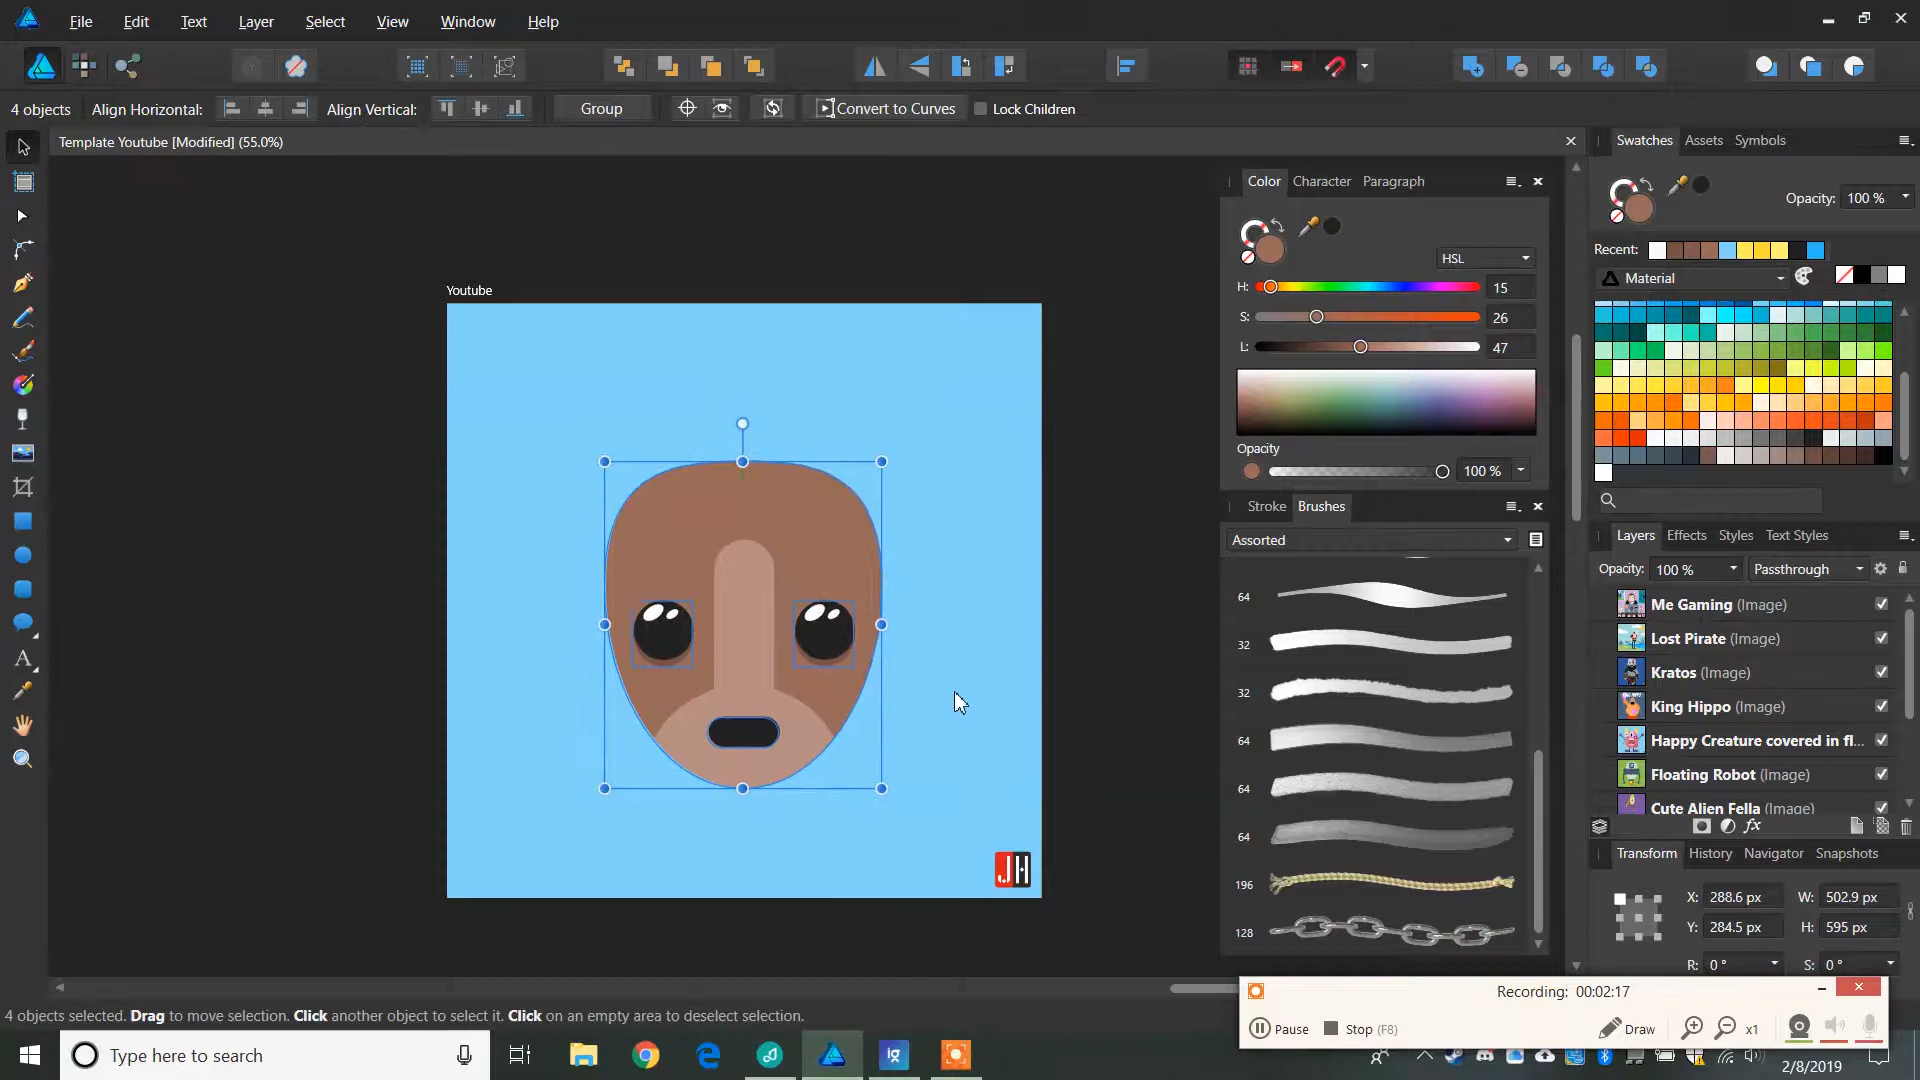 File Edit Text Layer Select View Window Help
4 objects Align Horizontal: Align Vertical: Group Convert to Curves Lock Children
Template Youtube [Modified] (55.0%)
Swatches Assets Symbols
Color Character Paragraph
Opacity: 100 %
Recent:
HSL
Material
H: 15
S: 26
L: 47
Youtube
Opacity
100 %
Stroke Brushes
Assorted
64
32
32
64
64
64
196
128
Layers Effects Styles Text Styles
Opacity: 100 % Passthrough
Me Gaming (Image)
Lost Pirate (Image)
Kratos (Image)
King Hippo (Image)
Happy Creature covered in fl...
Floating Robot (Image)
Cute Alien Fella (Image)
fx
Transform History Navigator Snapshots
X: 288.6 px W: 502.9 px
Y: 284.5 px H: 595 px
R: 0 ° S: 0 °
JH
Recording: 00:02:17
Pause Stop (F8) Draw x1
4 objects selected. Drag to move selection. Click another object to select it. Click on an empty area to deselect selection.
Type here to search
ig
2/8/2019